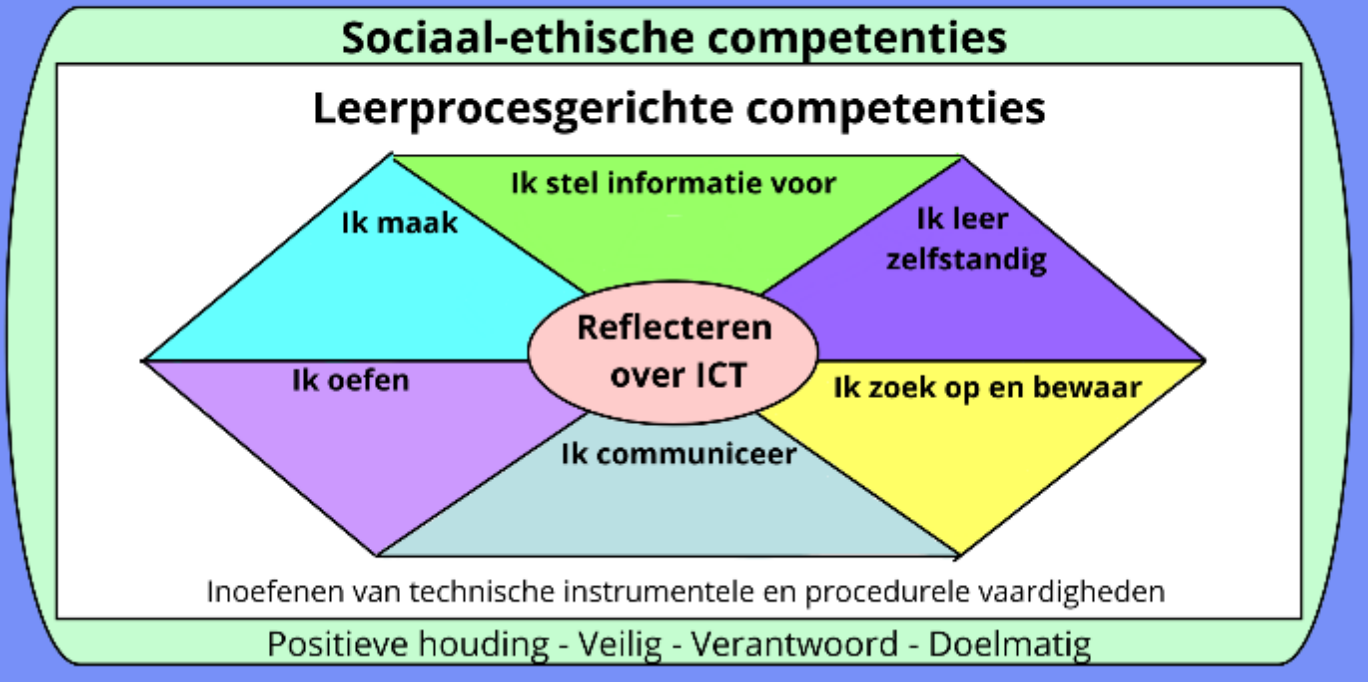 Sociaal-ethische competenties
Leerprocesgerichte competenties
Ik stel informatie voor
Ik maak
Ik leer
zelfstandig
Reflecteren
over ICT
Ik oefen
Ik zoek op en bewaar
Ik communiceer
Inoefenen van technische instrumentele en procedurele vaardigheden
Positieve houding - Veilig - Verantwoord - Doelmatig